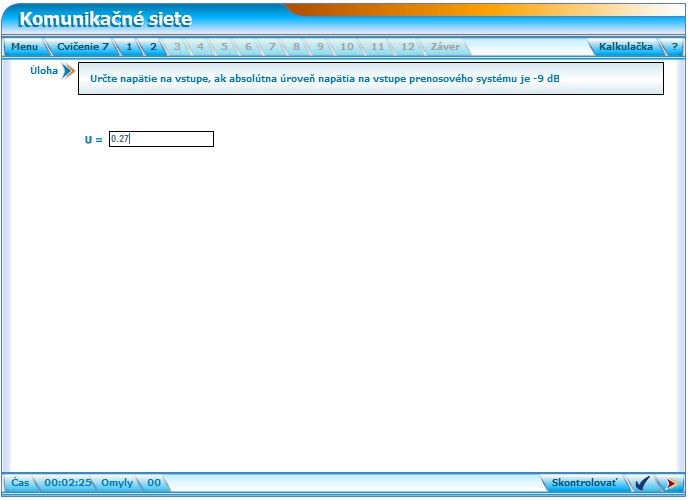 Komunikačné siete
Menu Cvičenie 7 1 2 3 4 5 6 7 8 9 10 11 12 Záver Kalkulačka ?
Úloha
Určte napätie na vstupe, ak absolútna úroveň napätia na vstupe prenosového systému je -9 dB
U = 0.27
Čas 00:02:25 Omyly 00 Skontrolovať